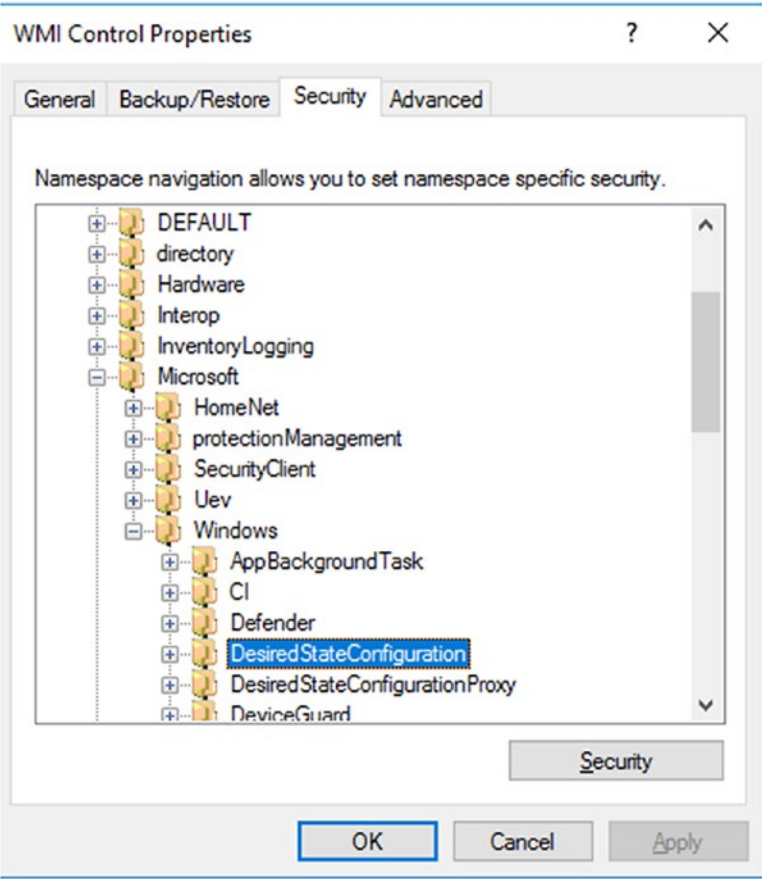 WMI Control Properties ?
General Backup/Restore Security Advanced
Namespace navigation allows you to set namespace specific security.
DEFAULT
directory
Hardware
Interop
InventoryLogging
Microsoft
HomeNet
protectionManagement
SecurityClient
Uev
Windows
AppBackgroundTask
CI
Defender
DesiredStateConfiguration
DesiredStateConfigurationProxy
DeviceGuard
Security
OK Cancel Apply